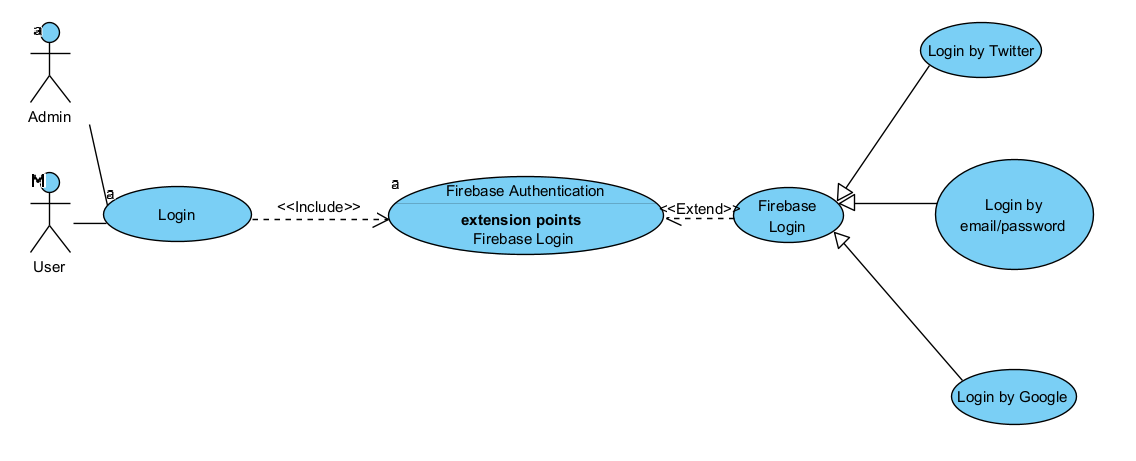 a
Admin
M
User
a
Login
<<Include>>
a
Firebase Authentication
extension points
Firebase Login
<<Extend>>
Firebase
Login
Login by Twitter
Login by
email/password
Login by Google